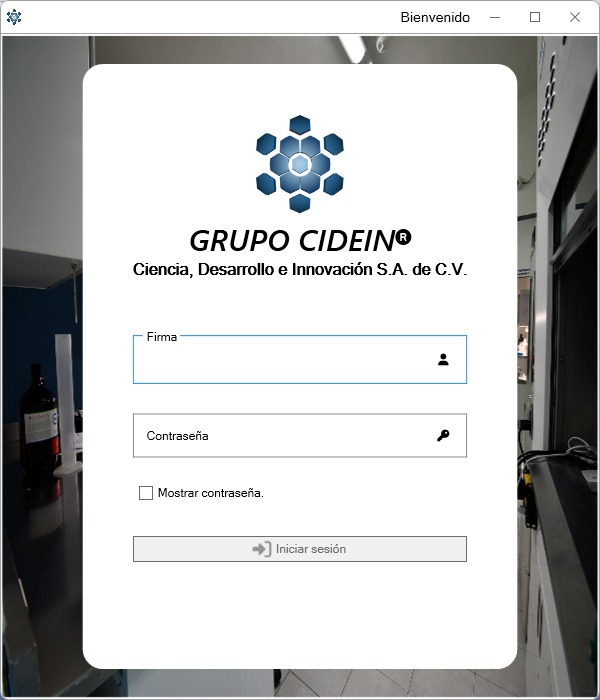 Bienvenido
GRUPO CIDEIN®
Ciencia, Desarrollo e Innovación S.A. de C.V.
Firma
Contraseña
Mostrar contraseña.
Iniciar sesión